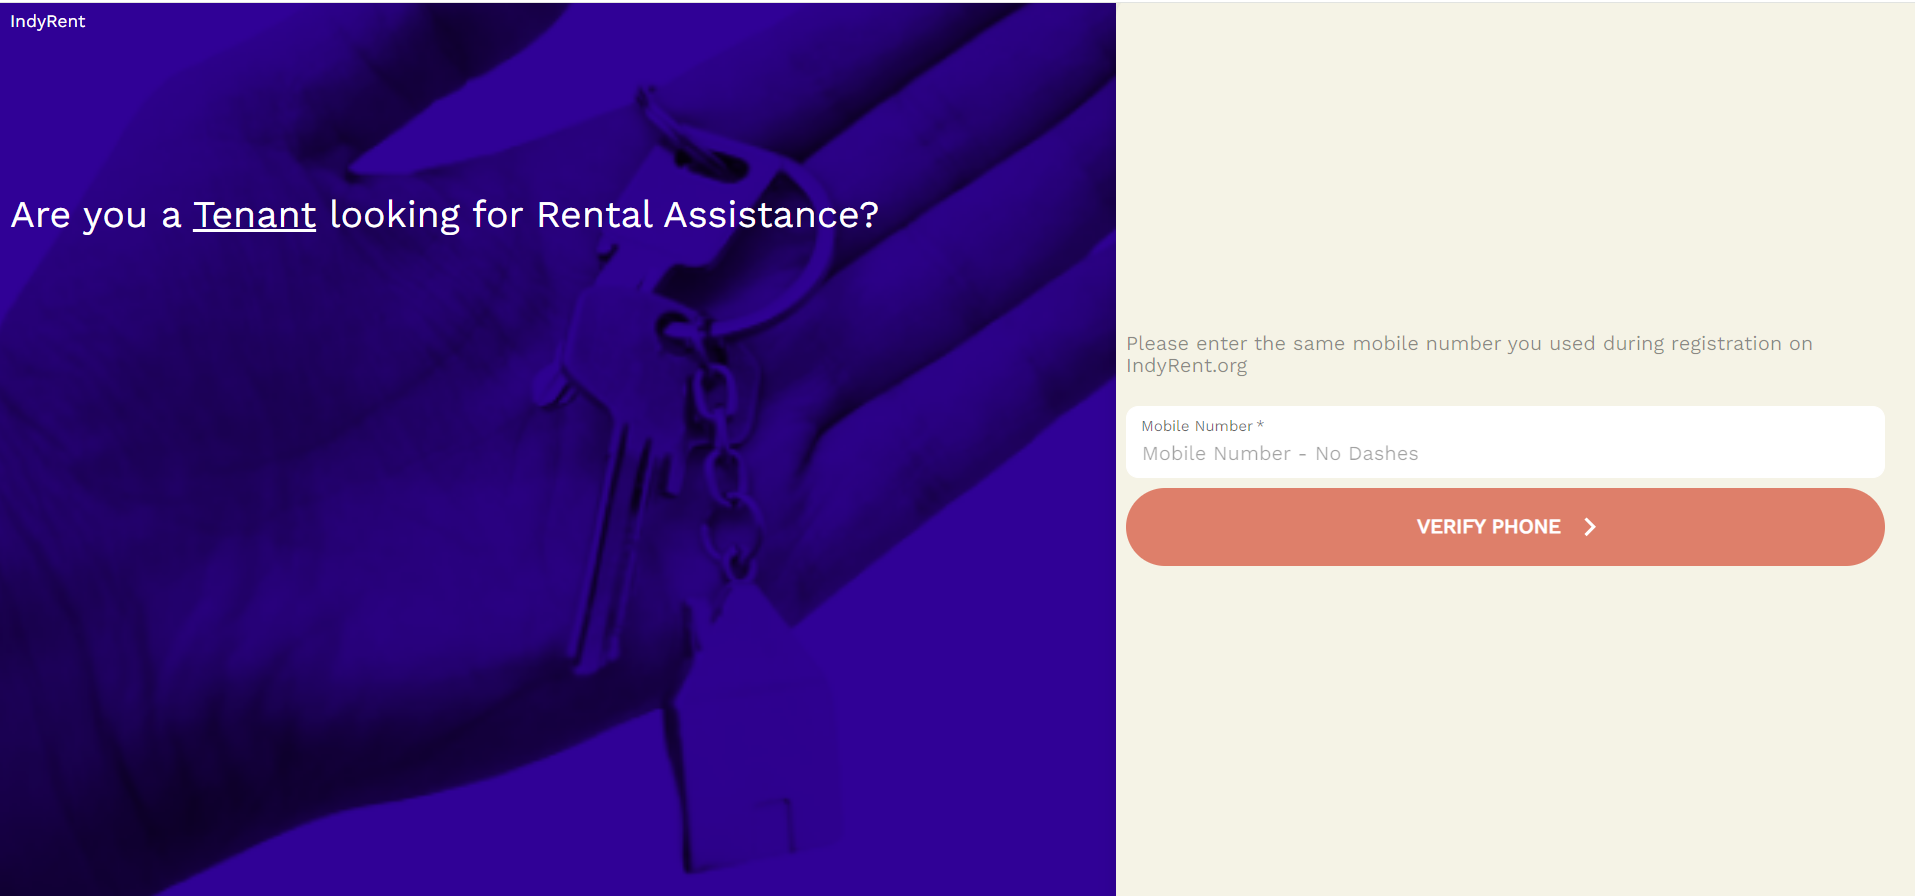 IndyRent
Are you a Tenant looking for Rental Assistance?
Please enter the same mobile number you used during registration on
IndyRent.org
Mobile Number *
Mobile Number - No Dashes
VERIFY PHONE